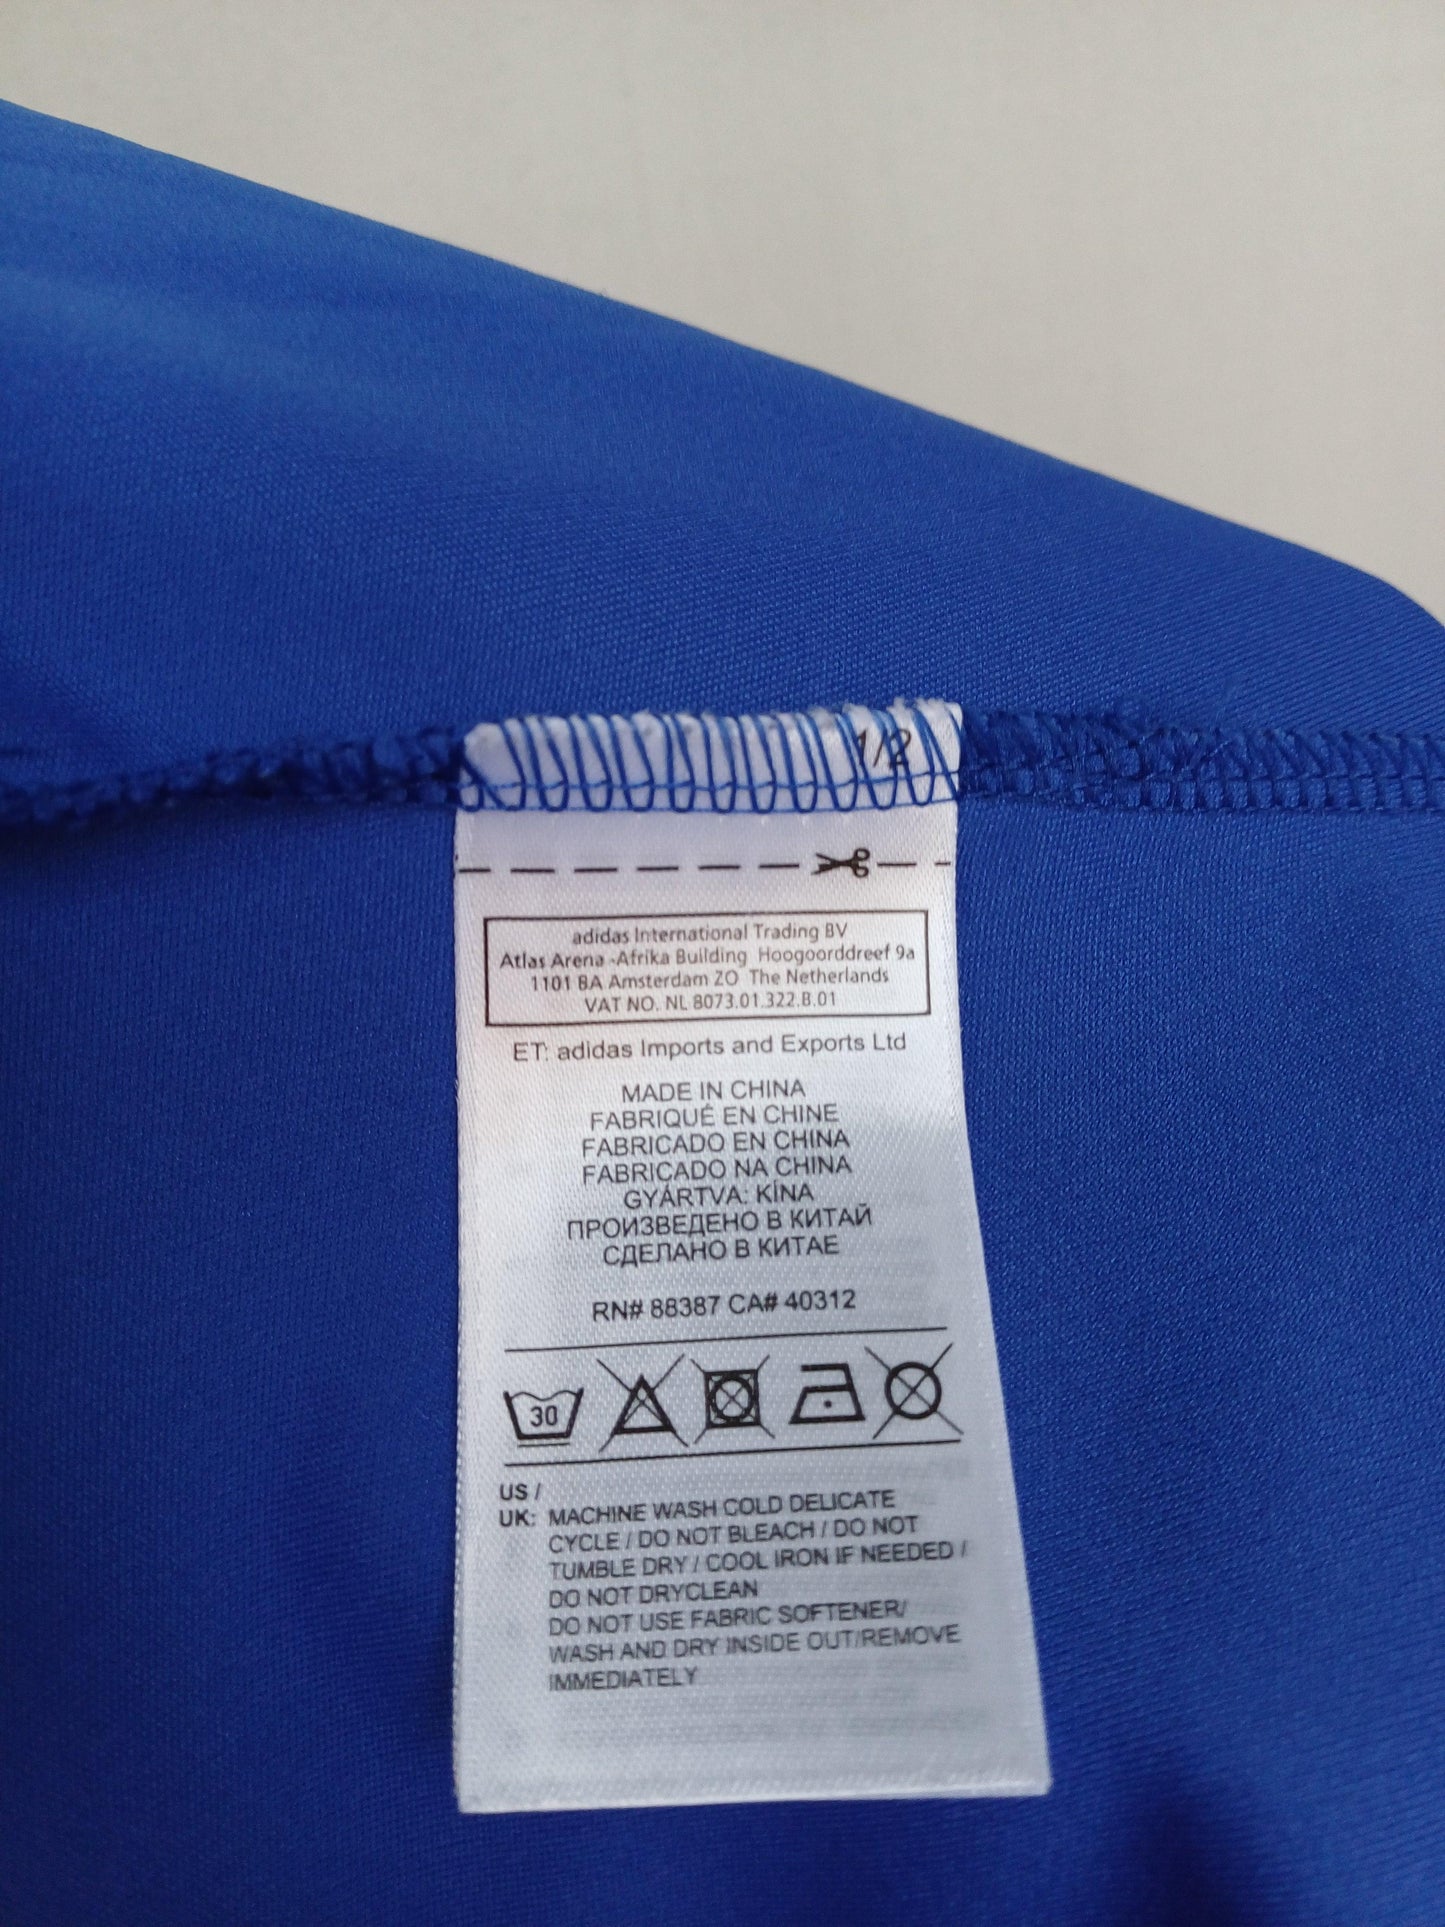 1/2
adidas International Trading BV
Atlas Arena -Afrika Building Hoogoorddreef 9a
1101 BA Amsterdam ZO The Netherlands
VAT NO. NL 8073.01.322.B.01
ET: adidas Imports and Exports Ltd
MADE IN CHINA
FABRIQUÉ EN CHINE
FABRICADO EN CHINA
FABRICADO NA CHINA
GYÁRTVA: KÍNA
ПРОИЗВЕДЕНО В КИТАЙ
СДЕЛАНО В КИТАЕ
RN# 88387 CA# 40312
30
US /
UK: MACHINE WASH COLD DELICATE
CYCLE / DO NOT BLEACH / DO NOT
TUMBLE DRY / COOL IRON IF NEEDED /
DO NOT DRYCLEAN
DO NOT USE FABRIC SOFTENER/
WASH AND DRY INSIDE OUT/REMOVE
IMMEDIATELY